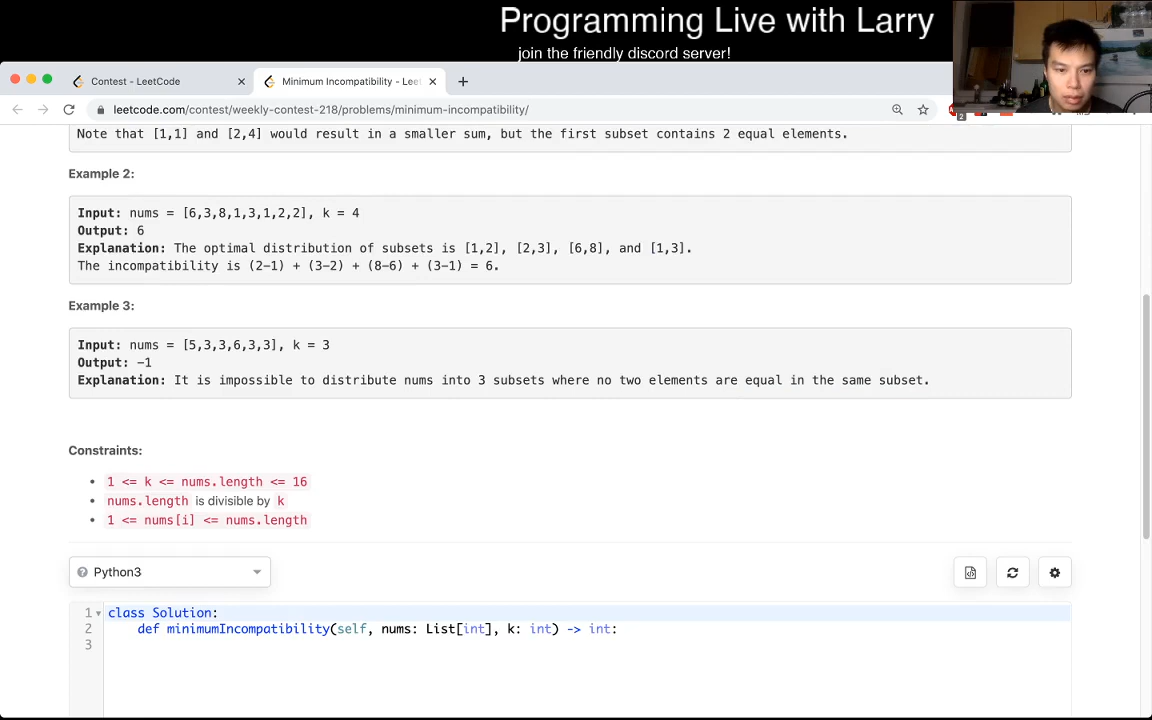 Programming Live with Larry
join the friendly discord server!
Contest - LeetCode
Minimum Incompatibility - Leet
leetcode.com/contest/weekly-contest-218/problems/minimum-incompatibility/
2
Note that [1,1] and [2,4] would result in a smaller sum, but the first subset contains 2 equal elements.
Example 2:
Input: nums = [6,3,8,1,3,1,2,2], k = 4
Output: 6
Explanation: The optimal distribution of subsets is [1,2], [2,3], [6,8], and [1,3].
The incompatibility is (2-1) + (3-2) + (8-6) + (3-1) = 6.
Example 3:
Input: nums = [5,3,3,6,3,3], k = 3
Output: -1
Explanation: It is impossible to distribute nums into 3 subsets where no two elements are equal in the same subset.
Constraints:
1 <= k <= nums.length <= 16
nums.length is divisible by k
1 <= nums[i] <= nums.length
Python3
1 class Solution:
2 def minimumIncompatibility(self, nums: List[int], k: int) -> int:
3